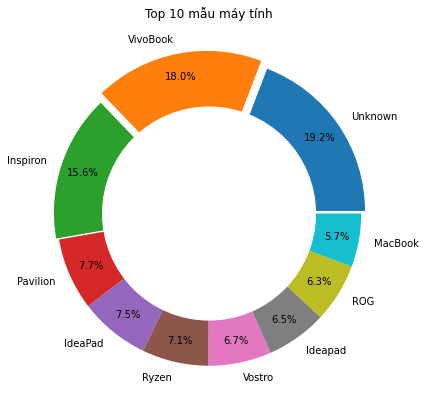 Top 10 mẫu máy tính
VivoBook
18.0%
Unknown
19.2%
Inspiron
15.6%
Pavilion
7.7%
IdeaPad
7.5%
Ryzen
7.1%
Vostro
6.7%
Ideapad
6.5%
ROG
6.3%
MacBook
5.7%